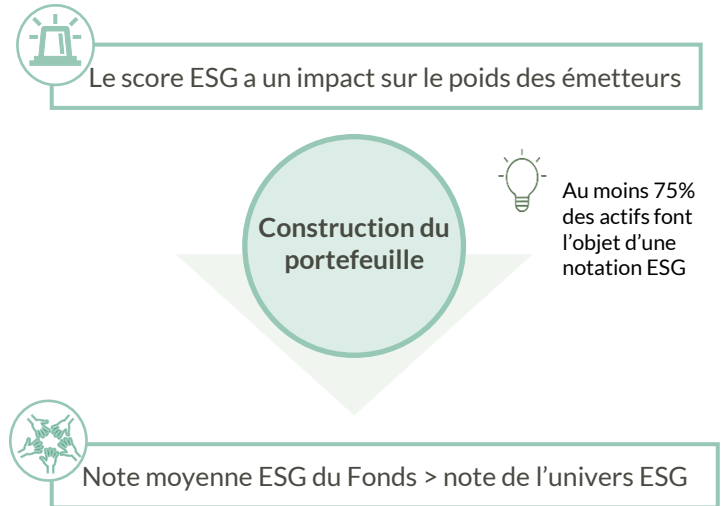 Le score ESG a un impact sur le poids des émetteurs
Construction du
portefeuille
Au moins 75%
des actifs font
l’objet d’une
notation ESG
Note moyenne ESG du Fonds > note de l’univers ESG